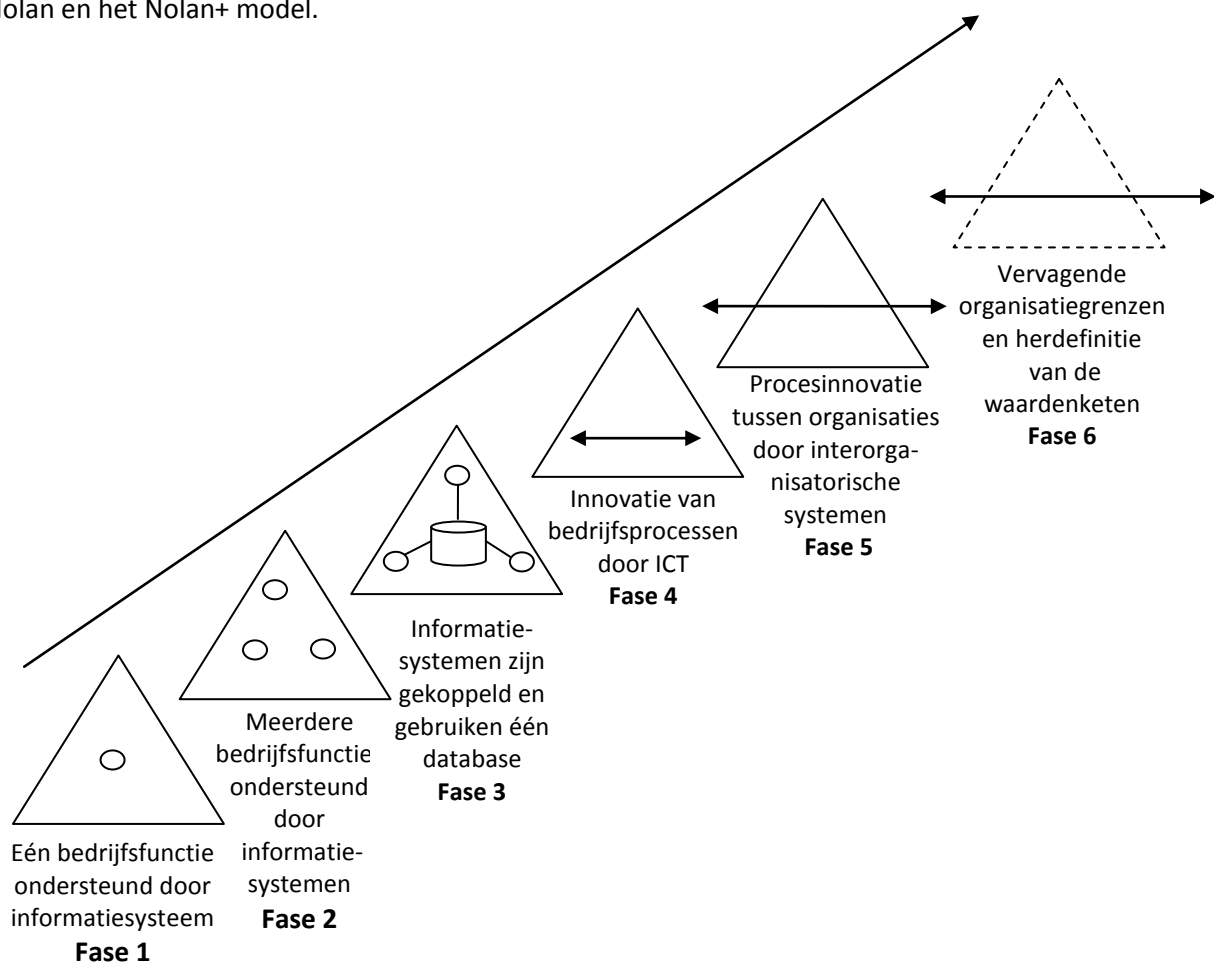 Nolan en het Nolan+ model.
Eén bedrijfsfunctie
ondersteund door
informatiesysteem
Fase 1
Meerdere
bedrijfsfunctie
ondersteund
door
informatie-
systemen
Fase 2
Informatie-
systemen zijn
gekoppeld en
gebruiken één
database
Fase 3
Innovatie van
bedrijfsprocessen
door ICT
Fase 4
Procesinnovatie
tussen organisaties
door interorga-
nisatorische
systemen
Fase 5
Vervagende
organisatiegrenzen
en herdefinitie
van de
waardenketen
Fase 6